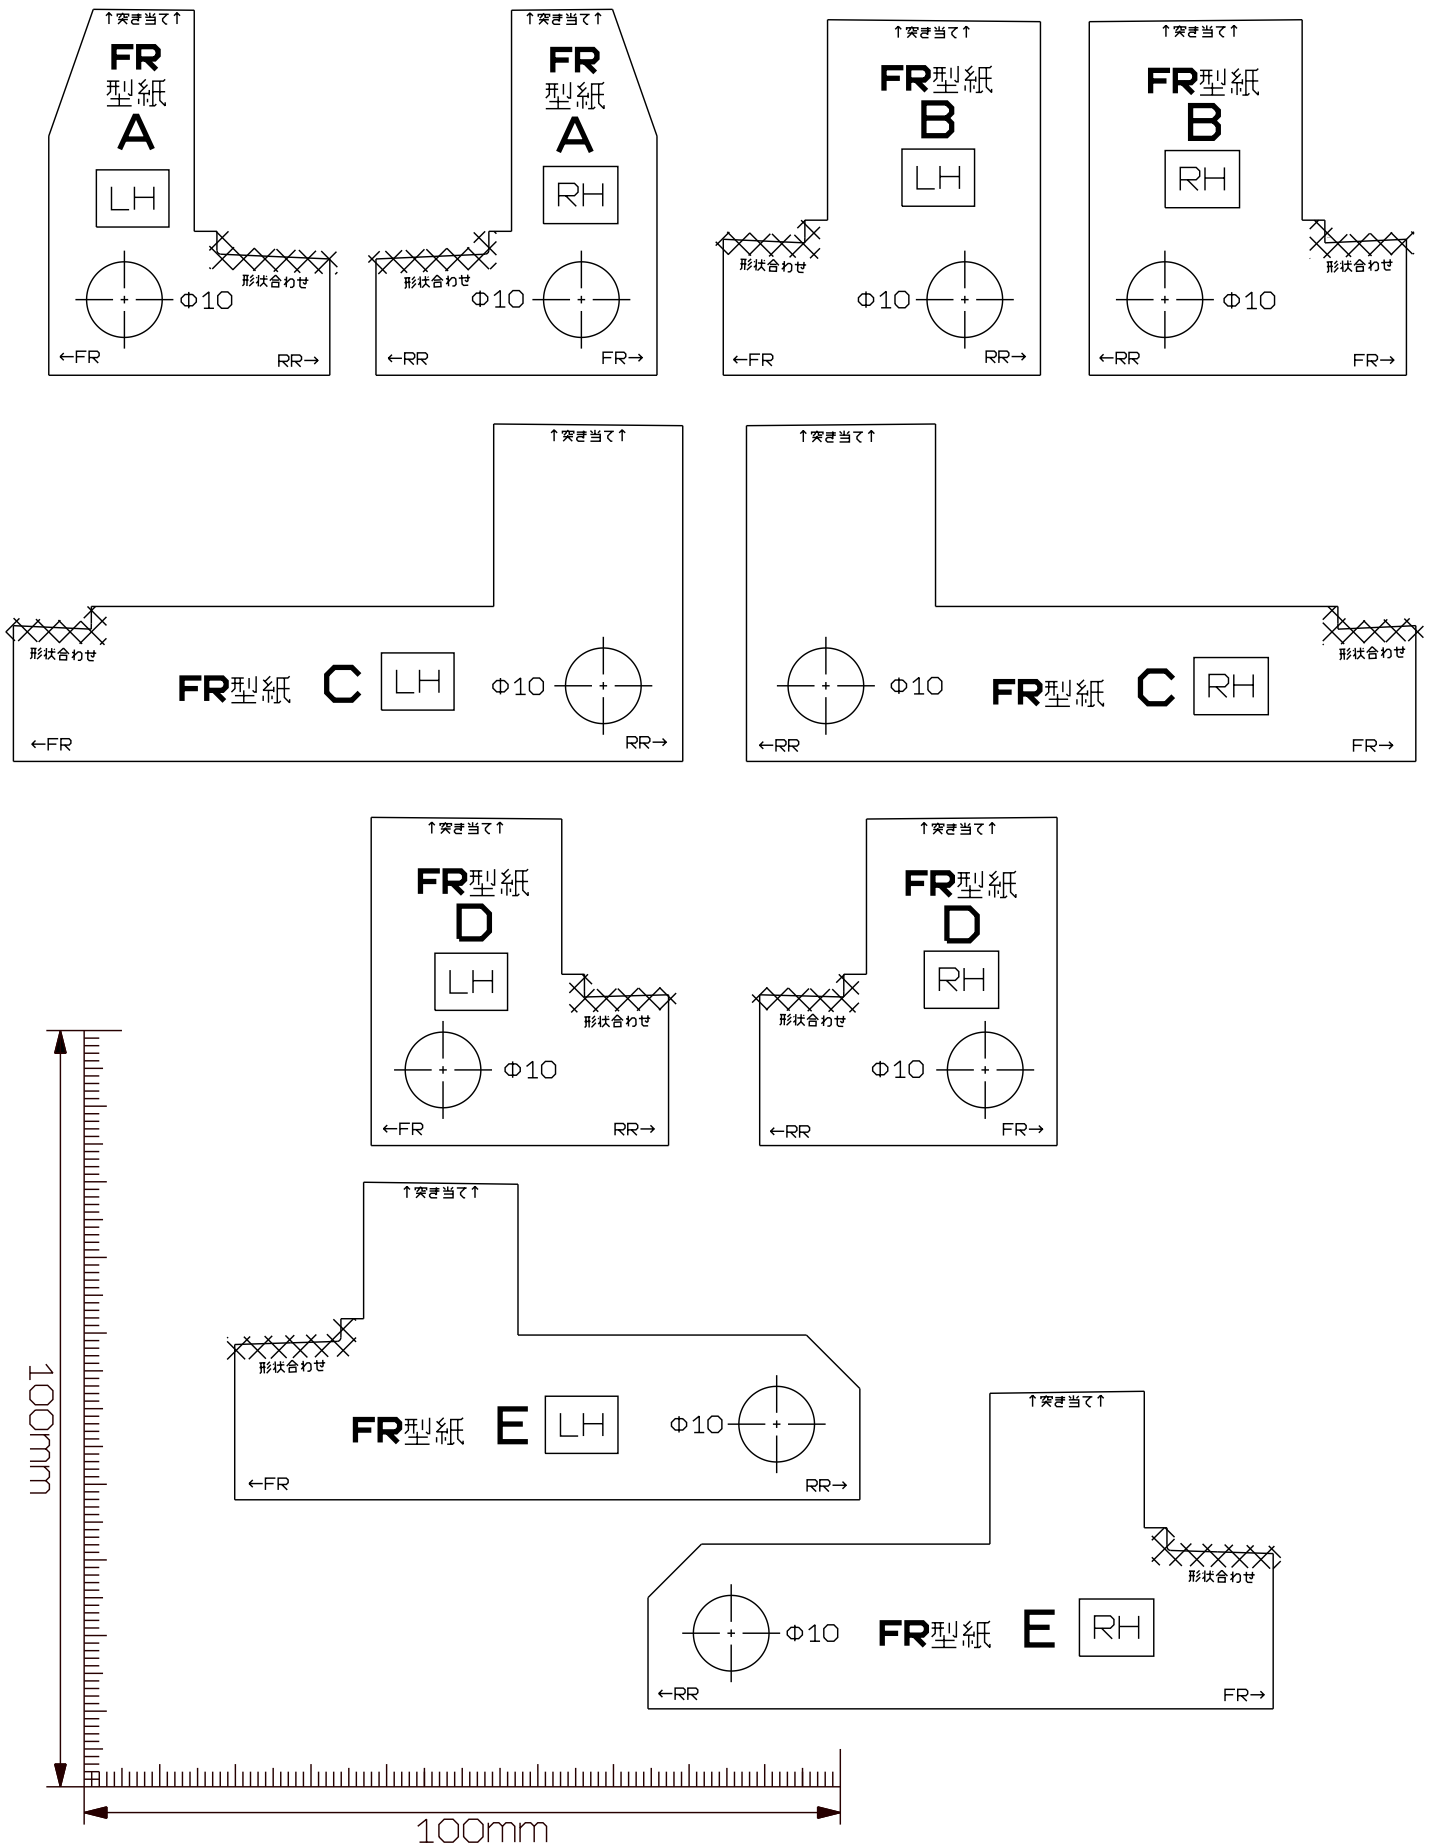 ↑突き当て↑
FR
型紙
A
LH
形状合わせ
Φ10
←FR
RR→
↑突き当て↑
FR
型紙
A
RH
形状合わせ
Φ10
←RR
FR→
↑突き当て↑
FR型紙
B
LH
形状合わせ
Φ10
←FR
RR→
↑突き当て↑
FR型紙
B
RH
形状合わせ
Φ10
←RR
FR→
↑突き当て↑
形状合わせ
FR型紙 C LH Φ10
←FR
RR→
↑突き当て↑
形状合わせ
Φ10 FR型紙 C RH
←RR
FR→
↑突き当て↑
FR型紙
D
LH
形状合わせ
Φ10
←FR
RR→
↑突き当て↑
FR型紙
D
RH
形状合わせ
Φ10
←RR
FR→
↑突き当て↑
形状合わせ
FR型紙 E LH Φ10
←FR
RR→
↑突き当て↑
形状合わせ
Φ10 FR型紙 E RH
←RR
FR→
100mm
100mm